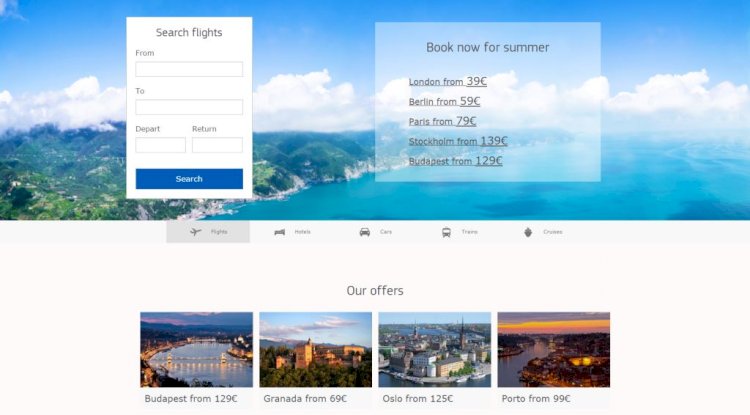 Search flights
From
To
Depart Return
Search
Book now for summer
London from 39€
Berlin from 59€
Paris from 79€
Stockholm from 139€
Budapest from 129€
Flights Hotels Cars Trains Cruises
Our offers
Budapest from 129€
Granada from 69€
Oslo from 125€
Porto from 99€